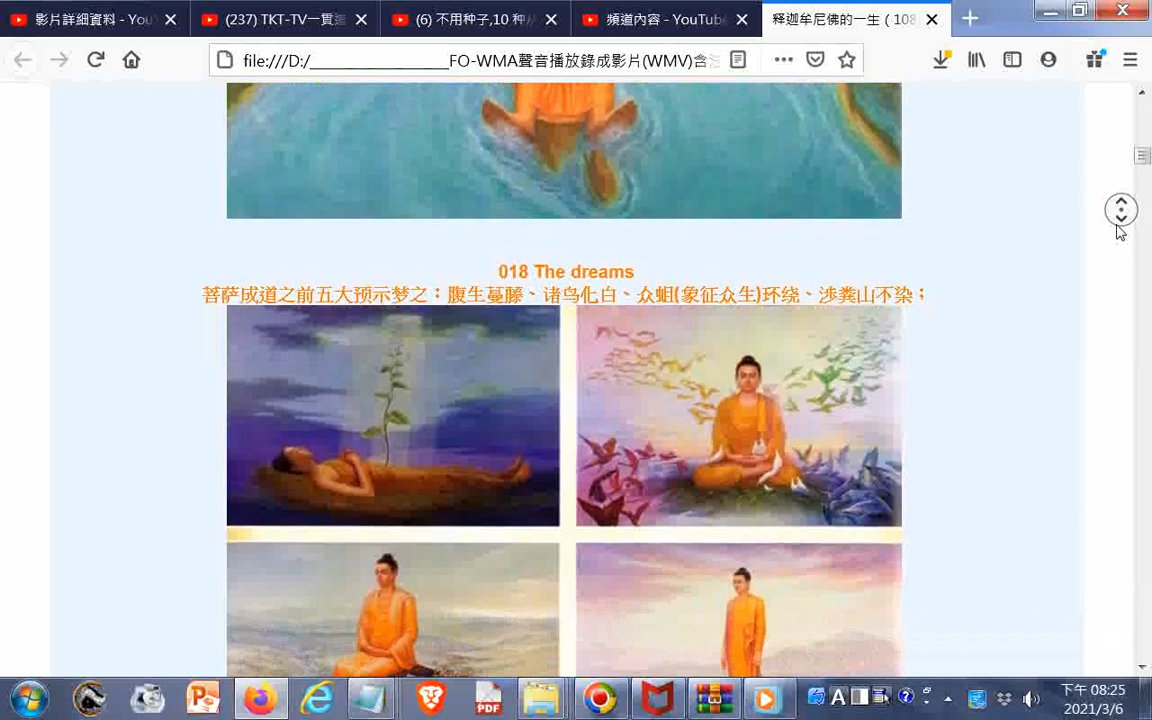 影片詳細資料 - You
(237) TKT-TV一貫道
(6) 不用种子,10 种
頻道內容 - YouTube
释迦牟尼佛的一生（108
file:///D:/________________FO-WMA聲音播放錄成影片(WMV)含
018 The dreams
菩萨成道之前五大预示梦之：腹生蔓藤、诸鸟化白、众蛆(象征众生)环绕、涉粪山不染；
PDF
A
下午 08:25
2021/3/6